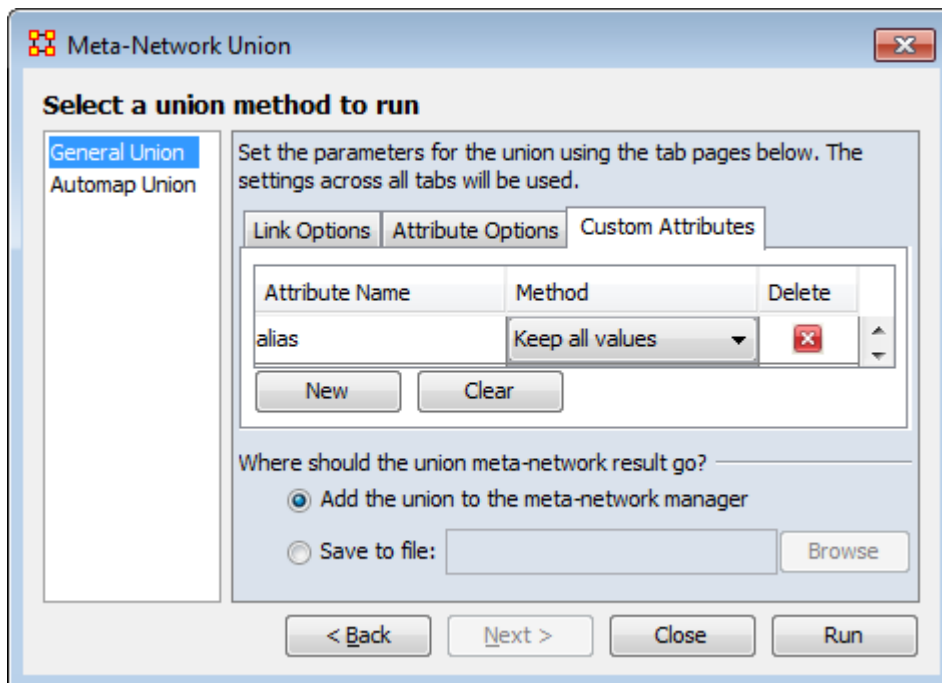 Meta-Network Union
Select a union method to run
General Union
Automap Union
Set the parameters for the union using the tab pages below. The
settings across all tabs will be used.
Link Options
Attribute Options
Custom Attributes
Attribute Name
Method
Delete
alias
Keep all values
New
Clear
Where should the union meta-network result go?
Add the union to the meta-network manager
Save to file:
Browse
< Back
Next >
Close
Run